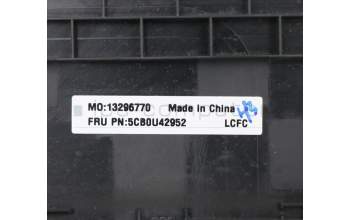 MO:13296770 Made in China
FRU PN:5CB0U42952 LCFC